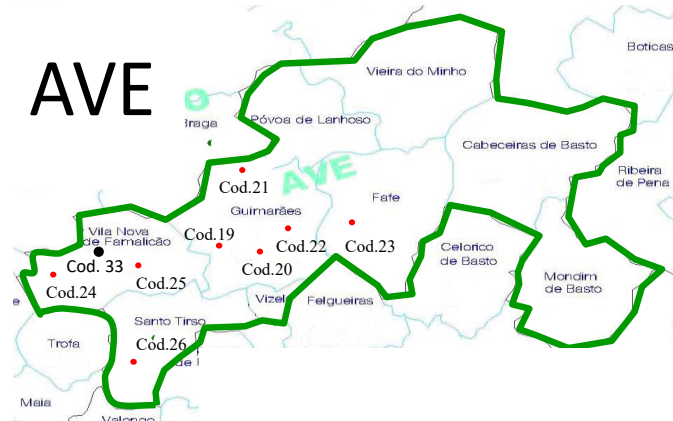 AVE
Boticas
Vieira do Minho
Braga
Póvoa de Lanhoso
Cabeceiras de Basto
Ribeira
de Pena
Cod.21
AVE
Fafe
Guimarães
Vila Nova
de Famalicão
Cod.19
Cod.22
Cod.23
Cod.20
Celorico
de Basto
Cod. 33
Cod.25
Cod.24
Mondim
de Basto
Vizel
Felgueiras
Santo Tirso
Trofa
Cod.26
Maia
Valongo